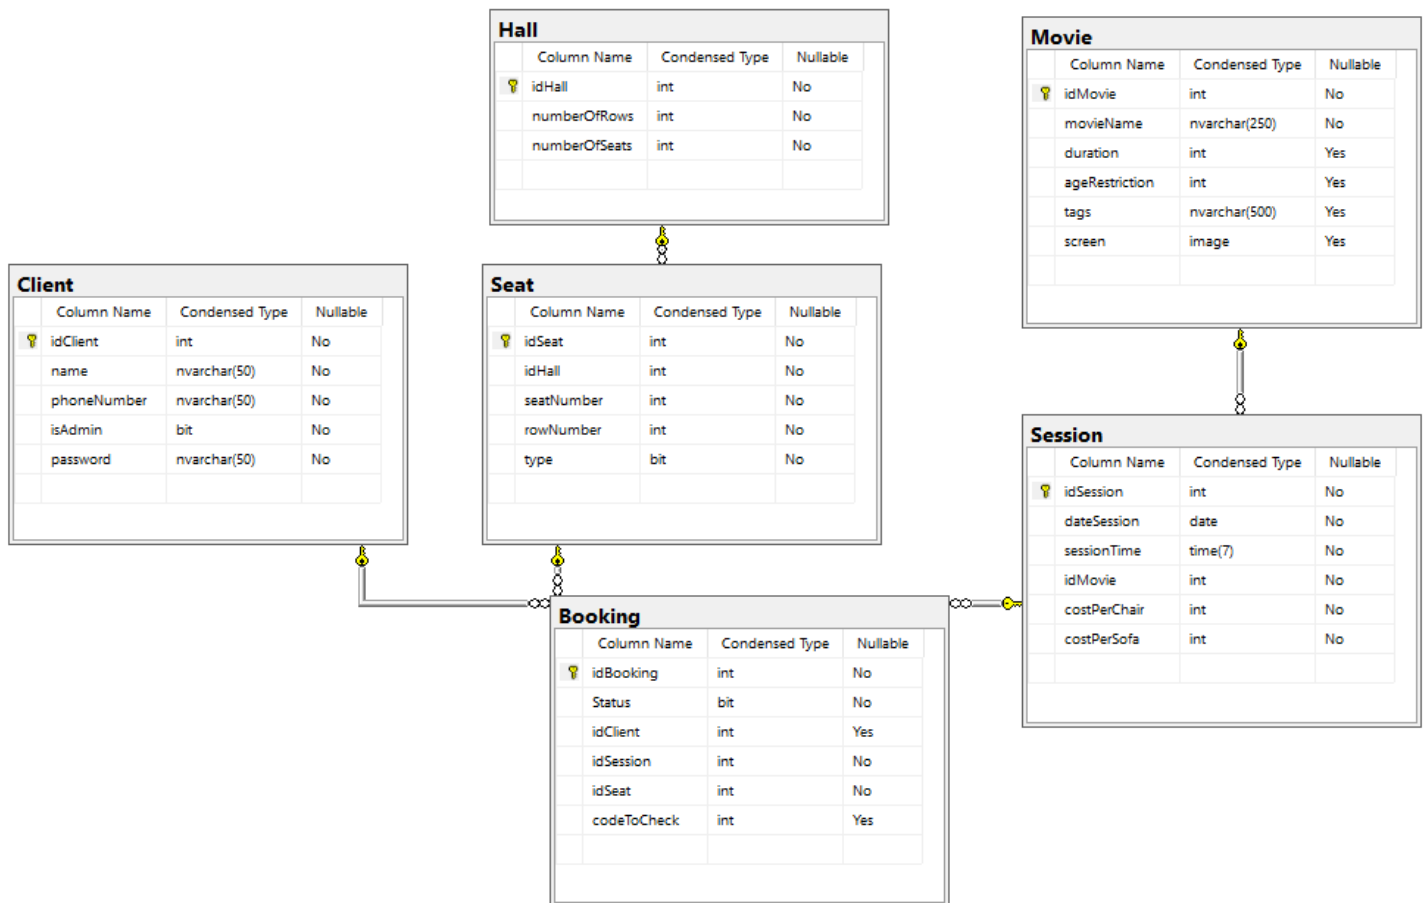 Hall
Column Name Condensed Type Nullable
idHall int No
numberOfRows int No
numberOfSeats int No
Movie
Column Name Condensed Type Nullable
idMovie int No
movieName nvarchar(250) No
duration int Yes
ageRestriction int Yes
tags nvarchar(500) Yes
screen image Yes
Client
Column Name Condensed Type Nullable
idClient int No
name nvarchar(50) No
phoneNumber nvarchar(50) No
isAdmin bit No
password nvarchar(50) No
Seat
Column Name Condensed Type Nullable
idSeat int No
idHall int No
seatNumber int No
rowNumber int No
type bit No
Session
Column Name Condensed Type Nullable
idSession int No
dateSession date No
sessionTime time(7) No
idMovie int No
costPerChair int No
costPerSofa int No
Booking
Column Name Condensed Type Nullable
idBooking int No
Status bit No
idClient int Yes
idSession int No
idSeat int No
codeToCheck int Yes